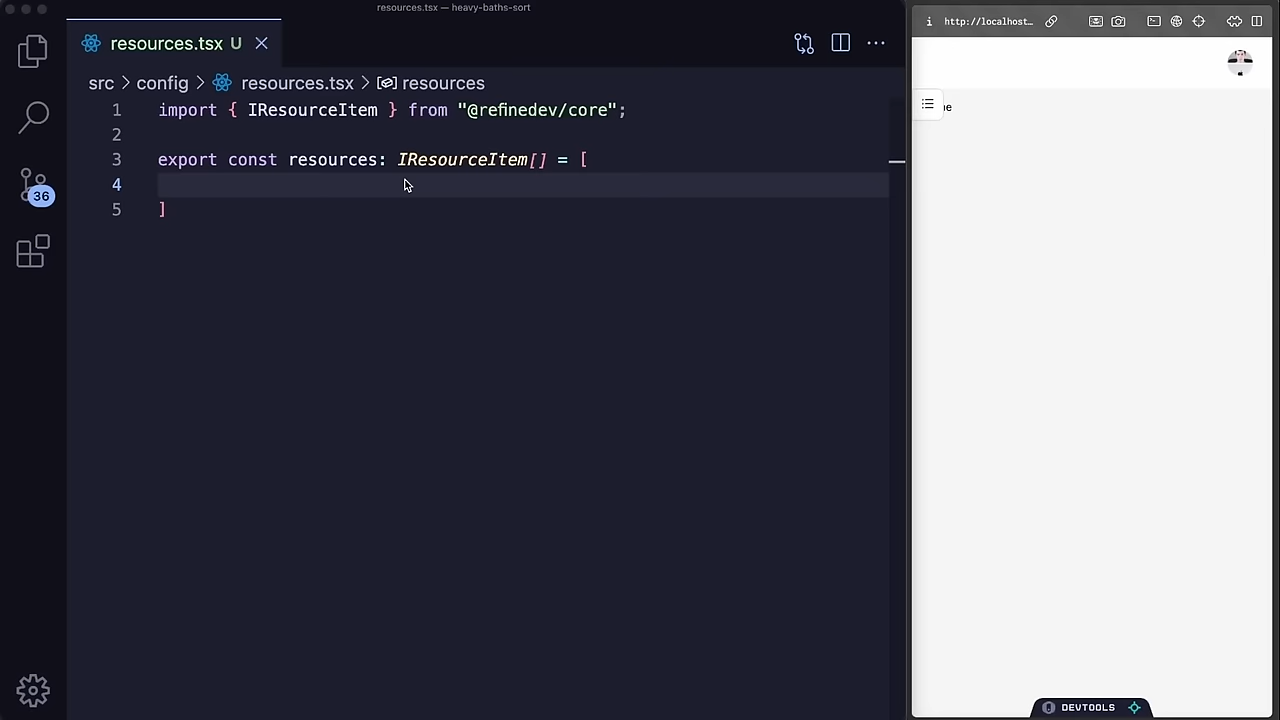 resources.tsx — heavy-baths-sort
resources.tsx U
src > config > resources.tsx > resources
1 import { IResourceItem } from "@refinedev/core";
2
3 export const resources: IResourceItem[] = [
4
5 ]
36
http://localhost…
DEVTOOLS